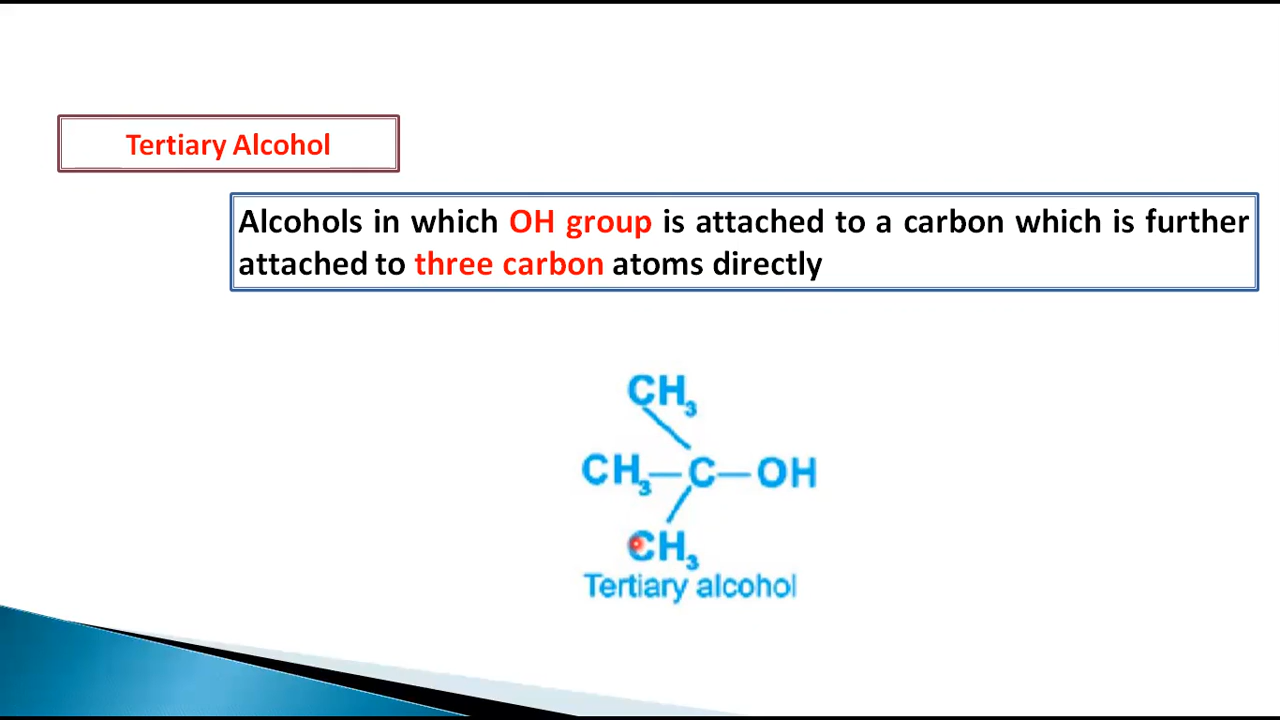 Tertiary Alcohol
Alcohols in which OH group is attached to a carbon which is further
attached to three carbon atoms directly
CH₃
CH₃—C—OH
CH₃
Tertiary alcohol